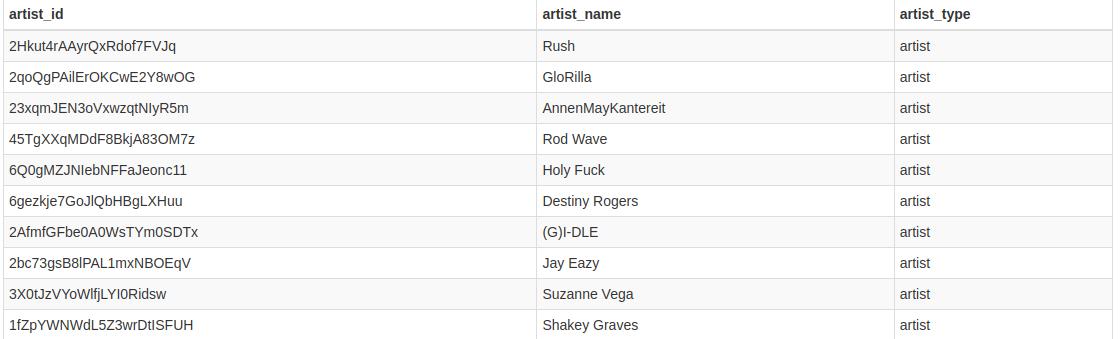 artist_id artist_name artist_type
2Hkut4rAAyrQxRdof7FVJq Rush artist
2qoQgPAilErOKCwE2Y8wOG GloRilla artist
23xqmJEN3oVxwzqtNIyR5m AnnenMayKantereit artist
45TgXXqMDdF8BkjA83OM7z Rod Wave artist
6Q0gMZJNIebNFFaJeonc11 Holy Fuck artist
6gezkje7GoJlQbHBgLXHuu Destiny Rogers artist
2AfmfGFbe0A0WsTYm0SDTx (G)I-DLE artist
2bc73gsB8lPAL1mxNBOEqV Jay Eazy artist
3X0tJzVYoWlfjLYI0Ridsw Suzanne Vega artist
1fZpYWNWdL5Z3wrDtISFUH Shakey Graves artist